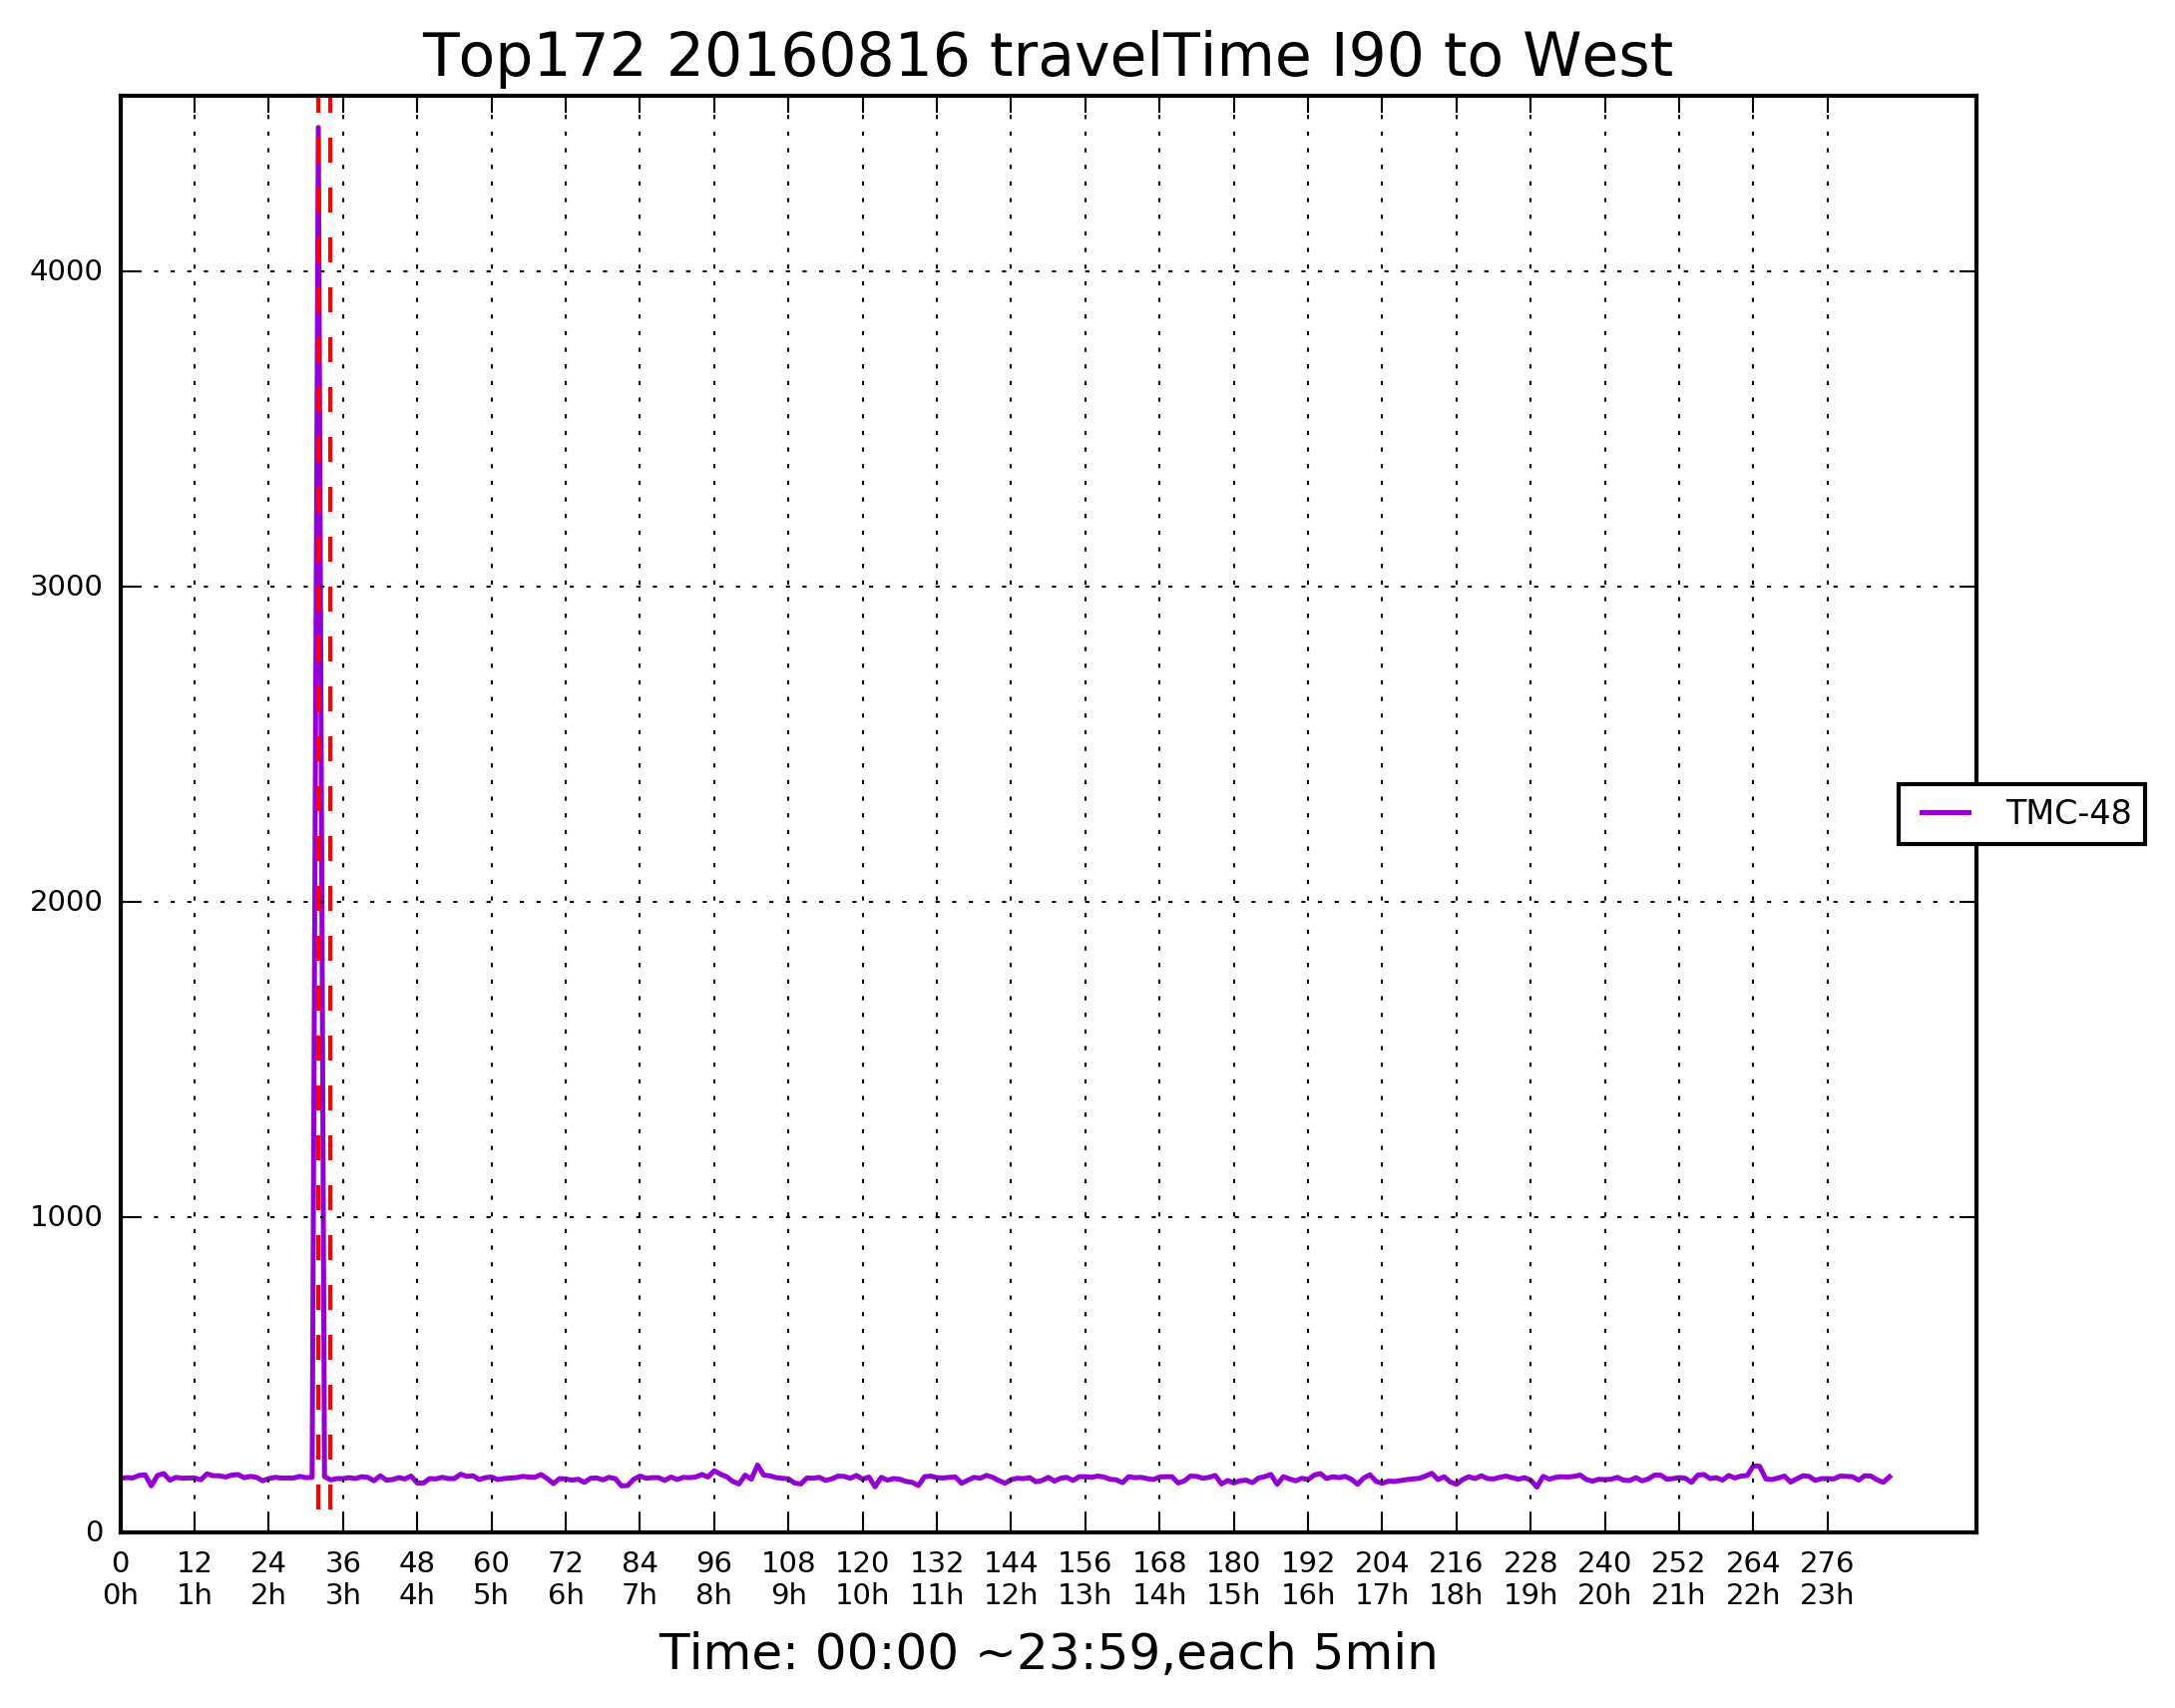 Top172 20160816 travelTime I90 to West
4000
3000
2000
1000
0
TMC-48
0 12 24 36 48 60 72 84 96 108 120 132 144 156 168 180 192 204 216 228 240 252 264 276
0h 1h 2h 3h 4h 5h 6h 7h 8h 9h 10h 11h 12h 13h 14h 15h 16h 17h 18h 19h 20h 21h 22h 23h
Time: 00:00 ~23:59,each 5min